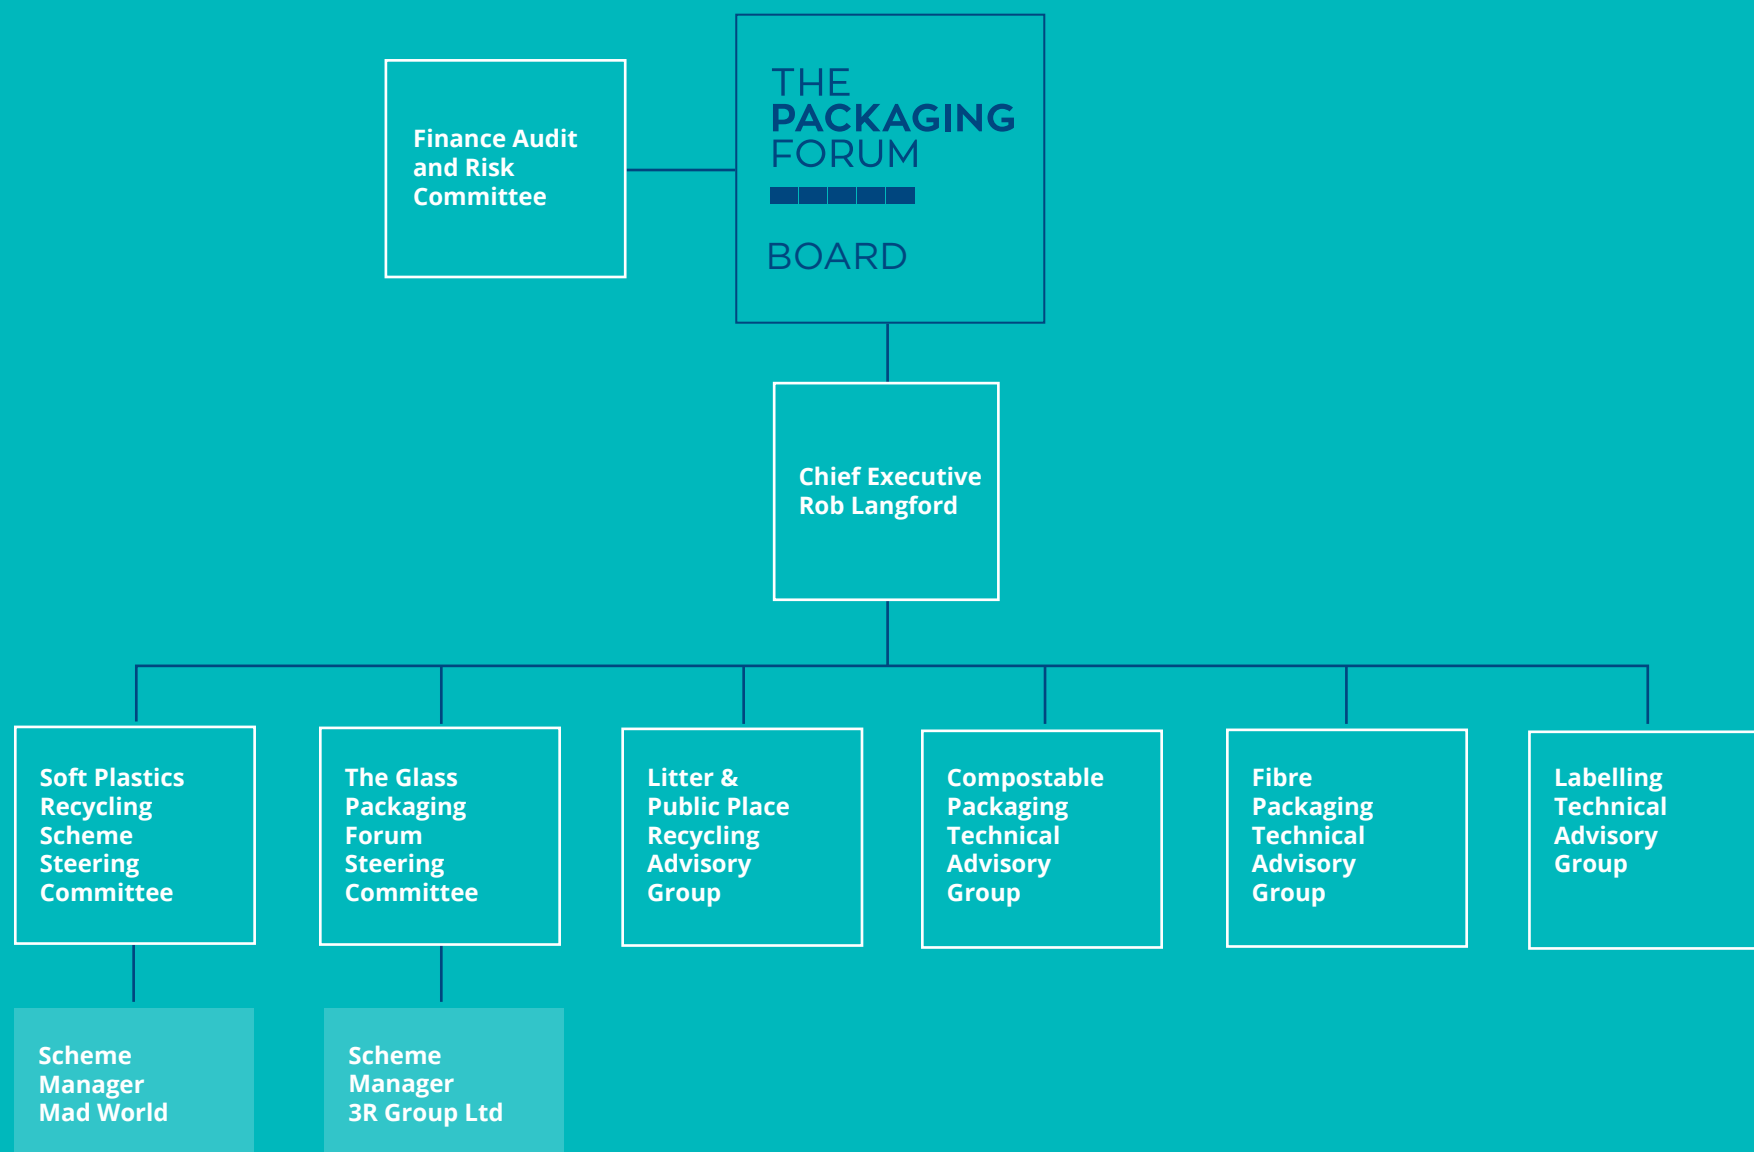 THE
PACKAGING
FORUM
BOARD
Finance Audit
and Risk
Committee
Chief Executive
Rob Langford
Soft Plastics
Recycling
Scheme
Steering
Committee
The Glass
Packaging
Forum
Steering
Committee
Litter &
Public Place
Recycling
Advisory
Group
Compostable
Packaging
Technical
Advisory
Group
Fibre
Packaging
Technical
Advisory
Group
Labelling
Technical
Advisory
Group
Scheme
Manager
Mad World
Scheme
Manager
3R Group Ltd